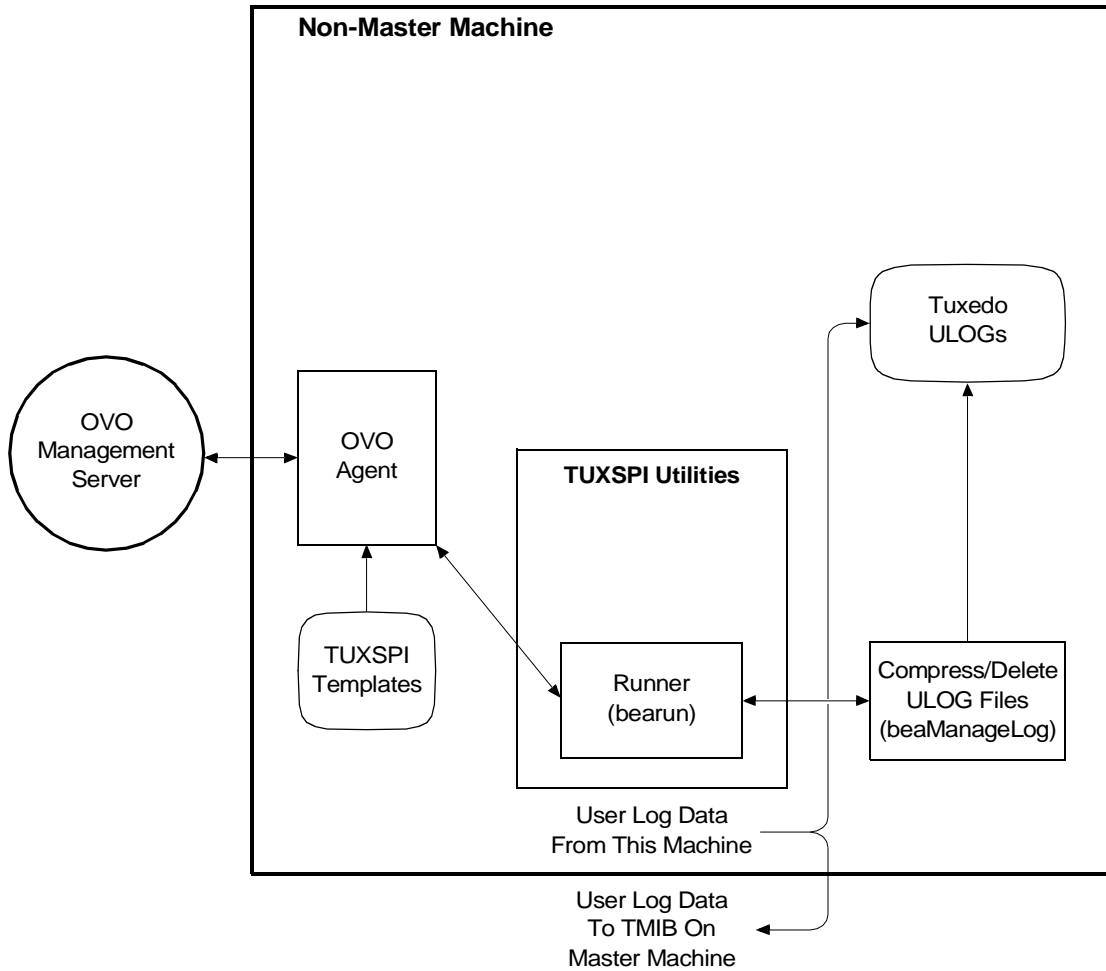 Non-Master Machine
Tuxedo
ULOGs
OVO
Management
Server
OVO
Agent
TUXSPI Utilities
TUXSPI
Templates
Runner
(bearun)
Compress/Delete
ULOG Files
(beaManageLog)
User Log Data
From This Machine
User Log Data
To TMIB On
Master Machine